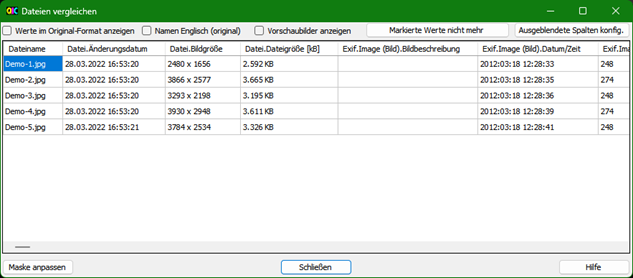 QIC Dateien vergleichen
Werte im Original-Format anzeigen Namen Englisch (original) Vorschaubilder anzeigen Markierte Werte nicht mehr Ausgeblendete Spalten konfig.
Dateiname Datei.Änderungsdatum Datei.Bildgröße Datei.Dateigröße [kB] Exif.Image (Bild).Bildbeschreibung Exif.Image (Bild).Datum/Zeit Exif.Ima
Demo-1.jpg 28.03.2022 16:53:20 2480 x 1656 2.592 KB 2012:03:18 12:28:33 248
Demo-2.jpg 28.03.2022 16:53:20 3866 x 2577 3.665 KB 2012:03:18 12:28:35 274
Demo-3.jpg 28.03.2022 16:53:20 3293 x 2198 3.195 KB 2012:03:18 12:28:36 248
Demo-4.jpg 28.03.2022 16:53:20 3930 x 2948 3.611 KB 2012:03:18 12:28:39 274
Demo-5.jpg 28.03.2022 16:53:21 3784 x 2534 3.326 KB 2012:03:18 12:28:41 248
Maske anpassen Schließen Hilfe